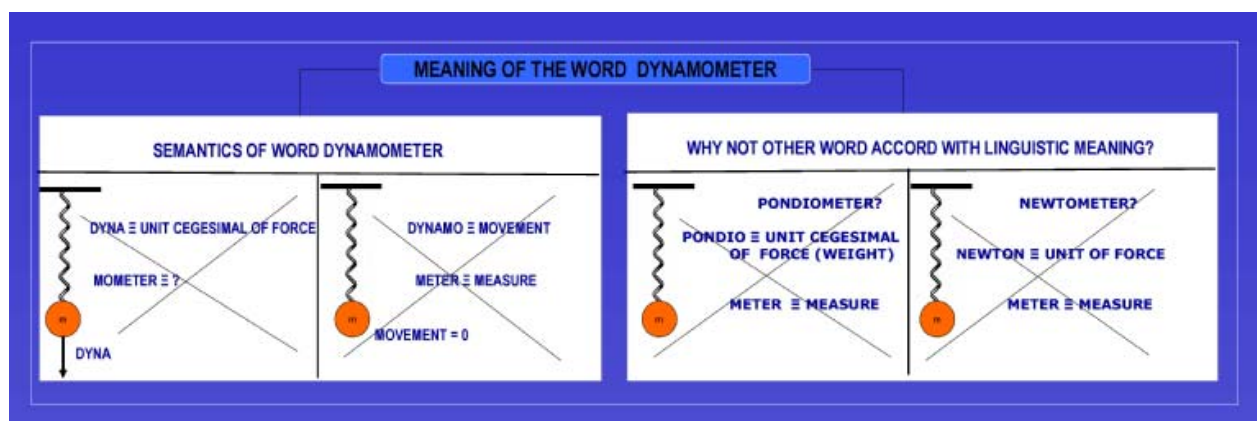 MEANING OF THE WORD DYNAMOMETER
SEMANTICS OF WORD DYNAMOMETER
DYNA Ξ UNIT CEGESIMAL OF FORCE
MOMETER Ξ ?
m
DYNA
DYNAMO Ξ MOVEMENT
METER Ξ MEASURE
m
MOVEMENT = 0
WHY NOT OTHER WORD ACCORD WITH LINGUISTIC MEANING?
PONDIOMETER?
PONDIO Ξ UNIT CEGESIMAL
OF FORCE (WEIGHT)
METER Ξ MEASURE
m
NEWTOMETER?
NEWTON Ξ UNIT OF FORCE
METER Ξ MEASURE
m